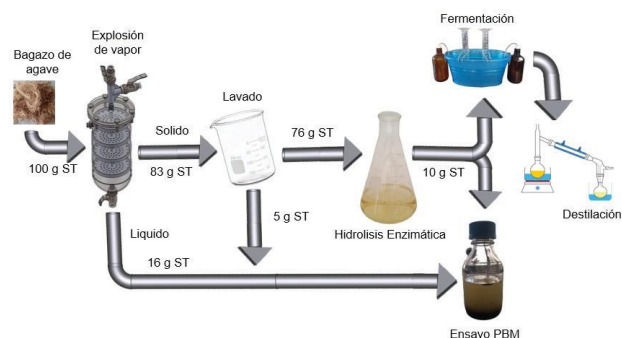 Bagazo de
agave
100 g ST
Explosión
de vapor
Solido
83 g ST
Liquido
16 g ST
Lavado
5 g ST
76 g ST
Hidrolisis Enzimática
10 g ST
Fermentación
Destilación
Ensayo PBM